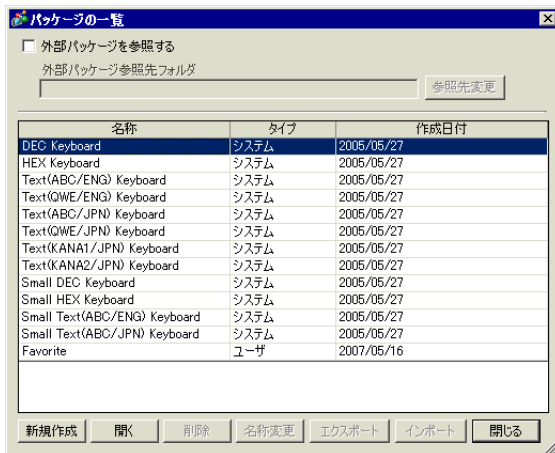 パッケージの一覧
外部パッケージを参照する
外部パッケージ参照先フォルダ
参照先変更
名称 タイプ 作成日付
DEC Keyboard システム 2005/05/27
HEX Keyboard システム 2005/05/27
Text(ABC/ENG) Keyboard システム 2005/05/27
Text(QWE/ENG) Keyboard システム 2005/05/27
Text(ABC/JPN) Keyboard システム 2005/05/27
Text(QWE/JPN) Keyboard システム 2005/05/27
Text(KANA1/JPN) Keyboard システム 2005/05/27
Text(KANA2/JPN) Keyboard システム 2005/05/27
Small DEC Keyboard システム 2005/05/27
Small HEX Keyboard システム 2005/05/27
Small Text(ABC/ENG) Keyboard システム 2005/05/27
Small Text(ABC/JPN) Keyboard システム 2005/05/27
Favorite ユーザ 2007/05/16
新規作成 開く 削除 名称変更 エクスポート インポート 閉じる